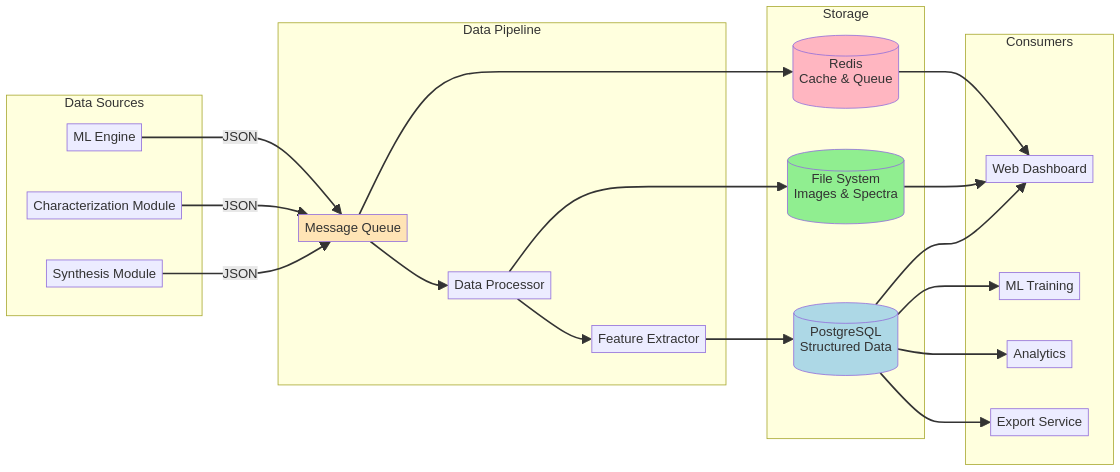 Data Sources
ML Engine
Characterization Module
Synthesis Module
JSON
JSON
JSON
Data Pipeline
Message Queue
Data Processor
Feature Extractor
Storage
Redis
Cache & Queue
File System
Images & Spectra
PostgreSQL
Structured Data
Consumers
Web Dashboard
ML Training
Analytics
Export Service